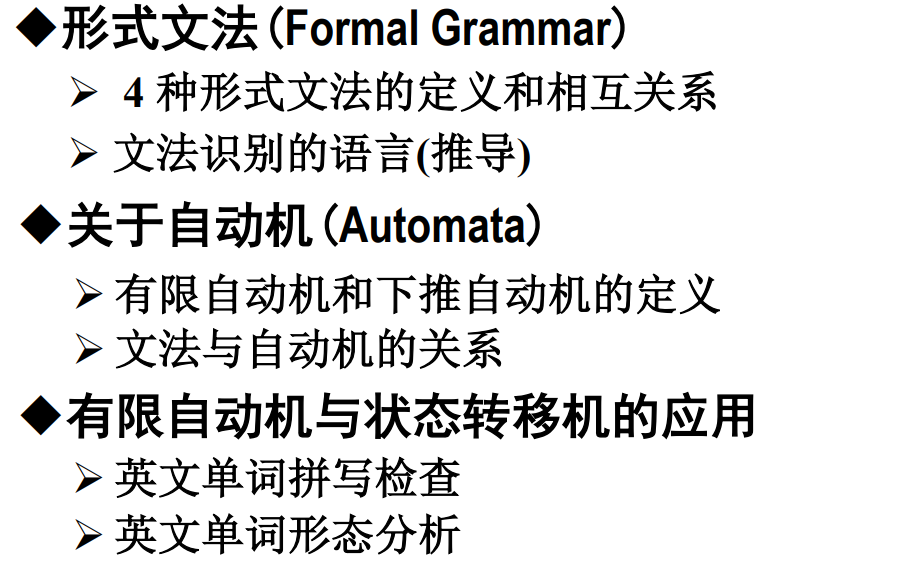 ◆形式文法(Formal Grammar)
➢ 4 种形式文法的定义和相互关系
➢ 文法识别的语言(推导)
◆关于自动机(Automata)
➢ 有限自动机和下推自动机的定义
➢ 文法与自动机的关系
◆有限自动机与状态转移机的应用
➢ 英文单词拼写检查
➢ 英文单词形态分析